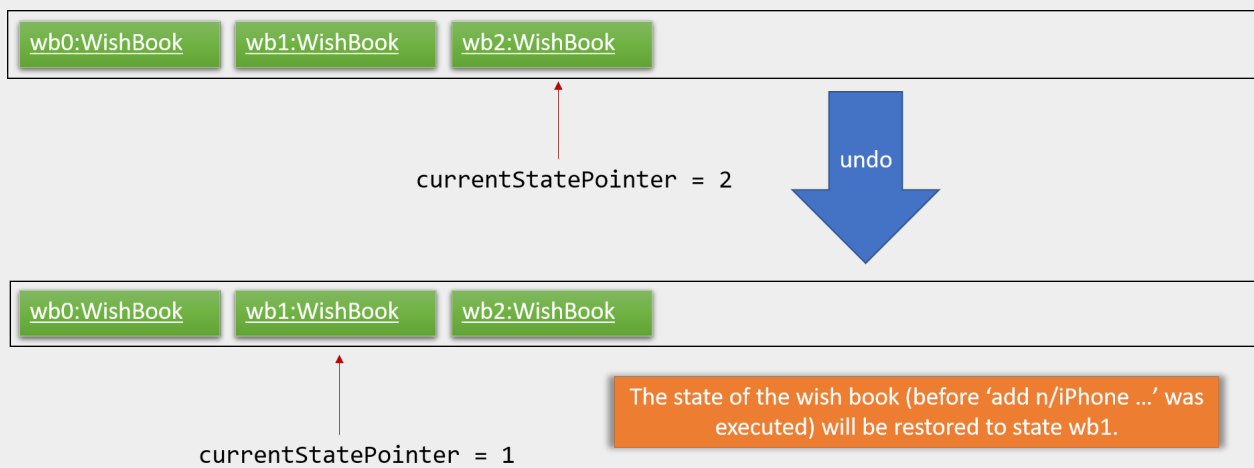 wb0:WishBook
wb1:WishBook
wb2:WishBook
currentStatePointer = 2
undo
wb0:WishBook
wb1:WishBook
wb2:WishBook
The state of the wish book (before ‘add n/iPhone ...’ was
executed) will be restored to state wb1.
currentStatePointer = 1